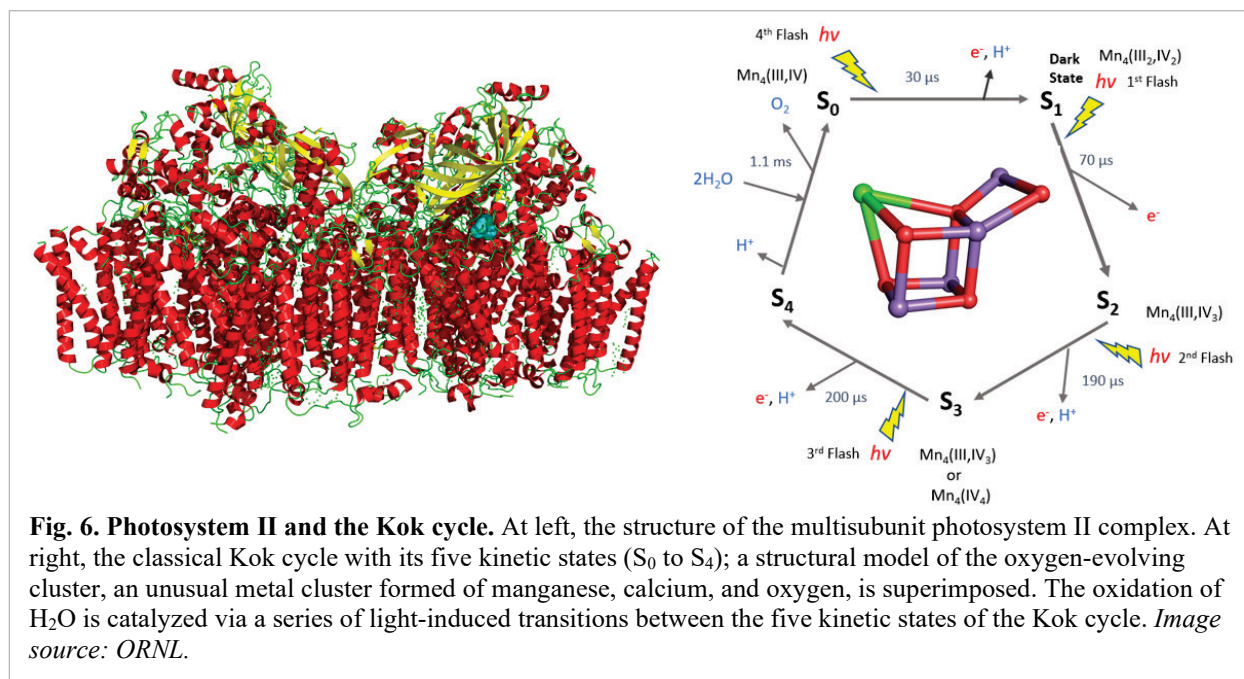 4th Flash hν
Mn4(III,IV)
O2
S0
30 µs
e-, H+
Dark State
S1
Mn4(III2,IV2)
hν 1st Flash
1.1 ms
2H2O
70 µs
e-
H+
S4
S2
Mn4(III,IV3)
hν 2nd Flash
190 µs
e-, H+
S3
200 µs
e-, H+
3rd Flash hν
Mn4(III,IV3)
or
Mn4(IV4)
Fig. 6. Photosystem II and the Kok cycle. At left, the structure of the multisubunit photosystem II complex. At
right, the classical Kok cycle with its five kinetic states (S0 to S4); a structural model of the oxygen-evolving
cluster, an unusual metal cluster formed of manganese, calcium, and oxygen, is superimposed. The oxidation of
H2O is catalyzed via a series of light-induced transitions between the five kinetic states of the Kok cycle. Image
source: ORNL.